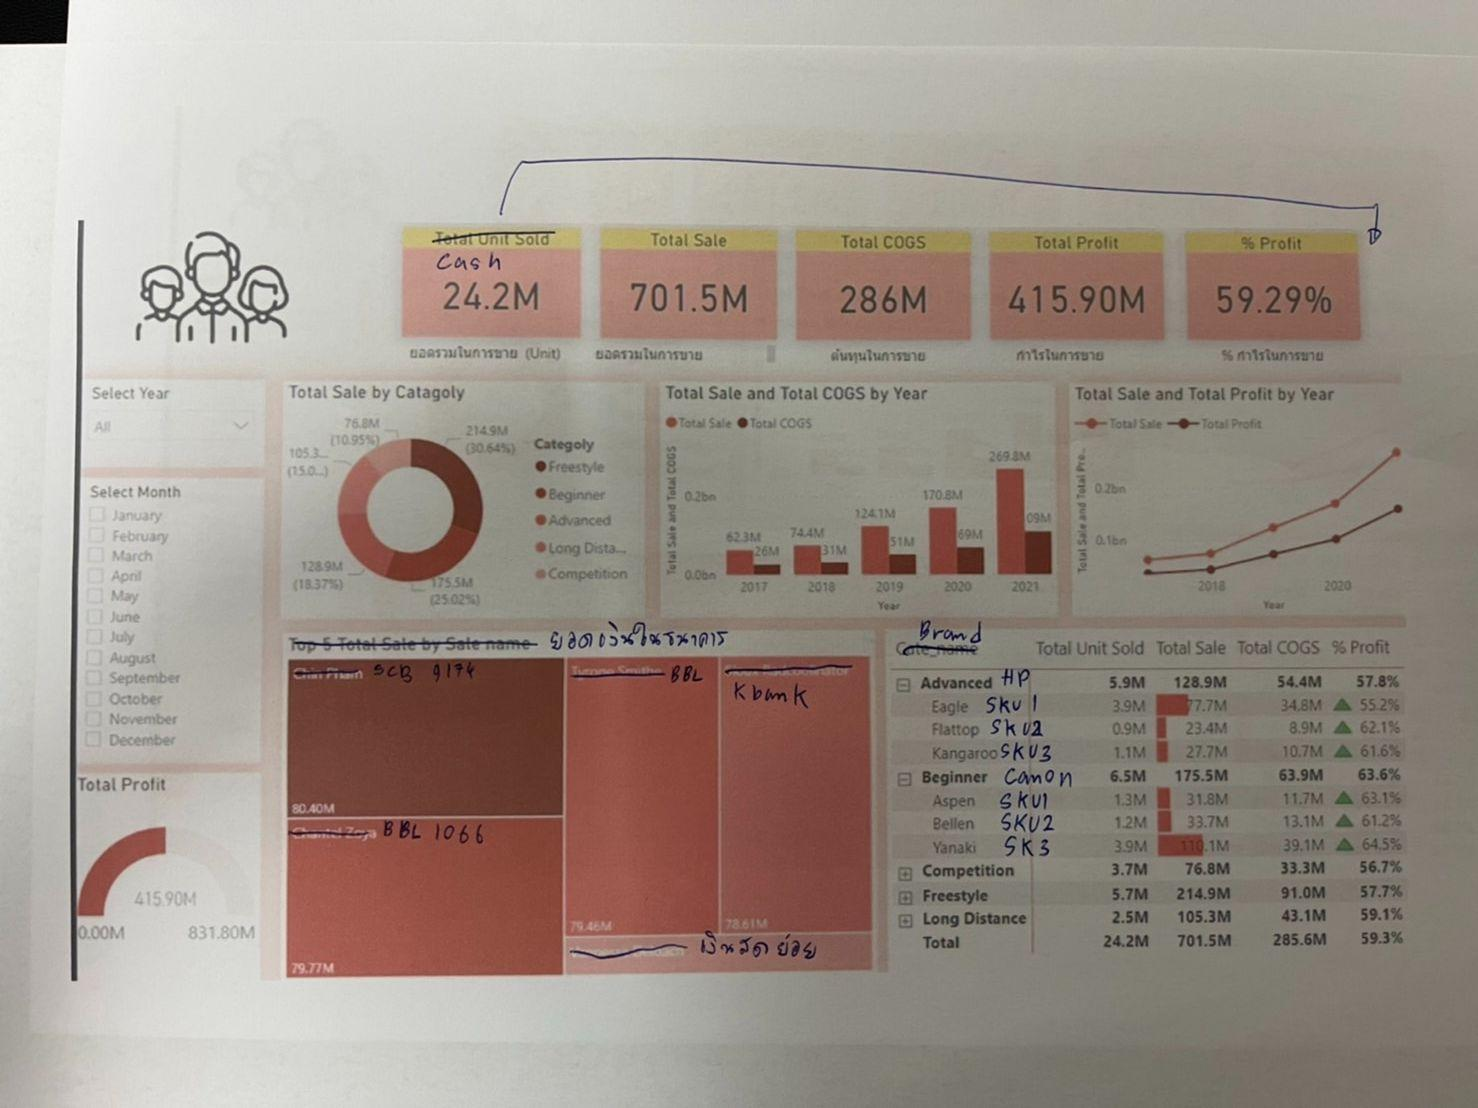 Total Unit Sold
Cash
24.2M
ยอดรวมในการขาย (Unit)
Total Sale
701.5M
ยอดรวมในการขาย
Total COGS
286M
ต้นทุนในการขาย
Total Profit
415.90M
กำไรในการขาย
% Profit
59.29%
% กำไรในการขาย
Select Year
All
Select Month
January
February
March
April
May
June
July
August
September
October
November
December
Total Profit
415.90M
0.00M 831.80M
Total Sale by Catagoly
76.8M
(10.95%)
214.9M
(30.64%)
105.3...
(15.0...)
128.9M
(18.37%)
175.5M
(25.02%)
Categoly
Freestyle
Beginner
Advanced
Long Dista...
Competition
Total Sale and Total COGS by Year
Total Sale Total COGS
Total Sale and Total COGS
0.2bn
0.0bn
62.3M
26M
74.4M
31M
124.1M
51M
170.8M
69M
269.8M
09M
2017 2018 2019 2020 2021
Year
Total Sale and Total Profit by Year
Total Sale Total Profit
Total Sale and Total Pre...
0.2bn
0.1bn
2018 2020
Year
Top 5 Total Sale by Sale name ยอดเงินในธนาคาร
Chin Pham SCB 9174
80.40M
Chantel Zoya BBL 1066
79.77M
Tyrone Smithe BBL
79.46M
Kbank
78.61M
เงินสดย่อย
Brand
Cate_name Total Unit Sold Total Sale Total COGS % Profit
Advanced HP 5.9M 128.9M 54.4M 57.8%
Eagle SKU1 3.9M 77.7M 34.8M 55.2%
Flattop SKU2 0.9M 23.4M 8.9M 62.1%
Kangaroo SKU3 1.1M 27.7M 10.7M 61.6%
Beginner Canon 6.5M 175.5M 63.9M 63.6%
Aspen SKU1 1.3M 31.8M 11.7M 63.1%
Bellen SKU2 1.2M 33.7M 13.1M 61.2%
Yanaki SK3 3.9M 110.1M 39.1M 64.5%
Competition 3.7M 76.8M 33.3M 56.7%
Freestyle 5.7M 214.9M 91.0M 57.7%
Long Distance 2.5M 105.3M 43.1M 59.1%
Total 24.2M 701.5M 285.6M 59.3%